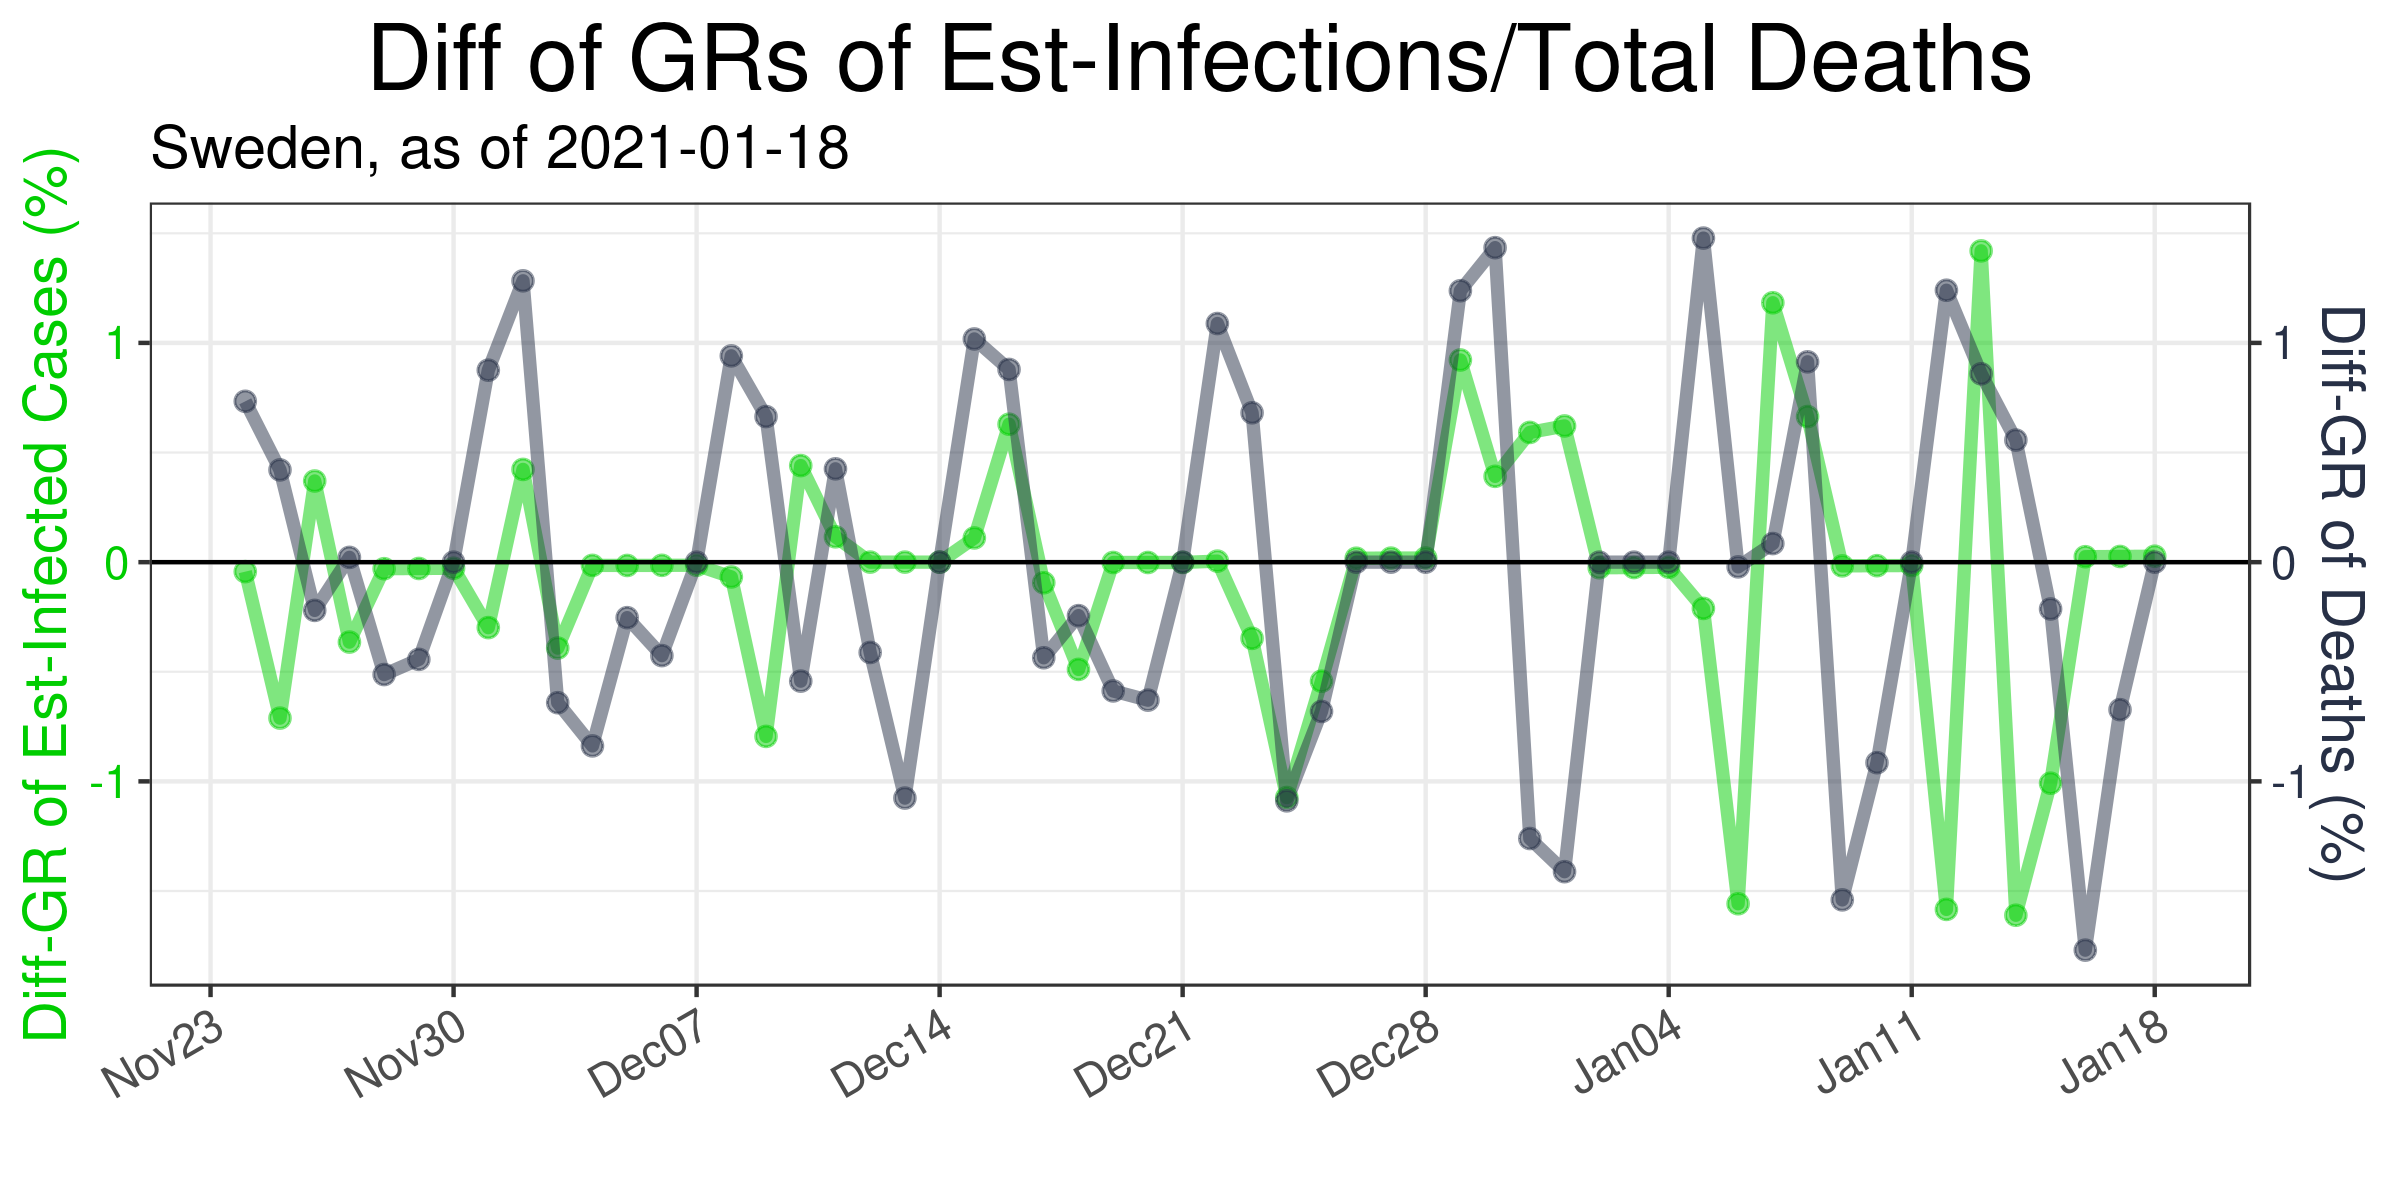 Diff of GRs of Est-Infections/Total Deaths
Sweden, as of 2021-01-18
Diff-GR of Est-Infected Cases (%)
1
0
-1
1
0
-1
Diff-GR of Deaths (%)
Nov23
Nov30
Dec07
Dec14
Dec21
Dec28
Jan04
Jan11
Jan18